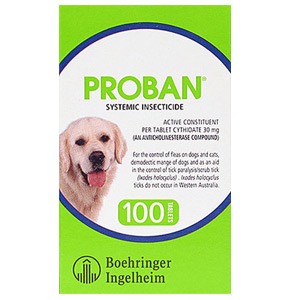 PROBAN®
SYSTEMIC INSECTICIDE
ACTIVE CONSTITUENT
PER TABLET CYTHIOATE 30 mg
(AN ANTICHOLINESTERASE COMPOUND)
For the control of fleas on dogs and cats,
demodectic mange of dogs and as an aid
in the control of tick paralysis/scrub tick
(Ixodes holocyclus). Ixodes holocyclus
ticks do not occur in Western Australia.
100 TABLETS
Boehringer
Ingelheim